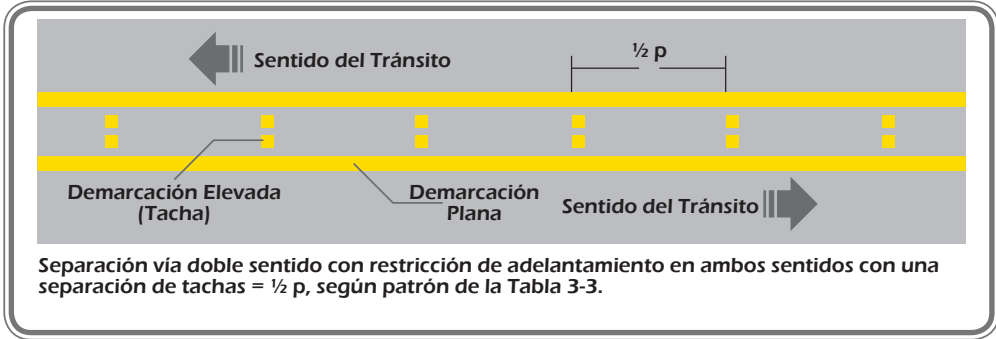 ½ p
Sentido del Tránsito
Demarcación Elevada
(Tacha)
Demarcación
Plana
Sentido del Tránsito
Separación vía doble sentido con restricción de adelantamiento en ambos sentidos con una
separación de tachas = ½ p, según patrón de la Tabla 3-3.